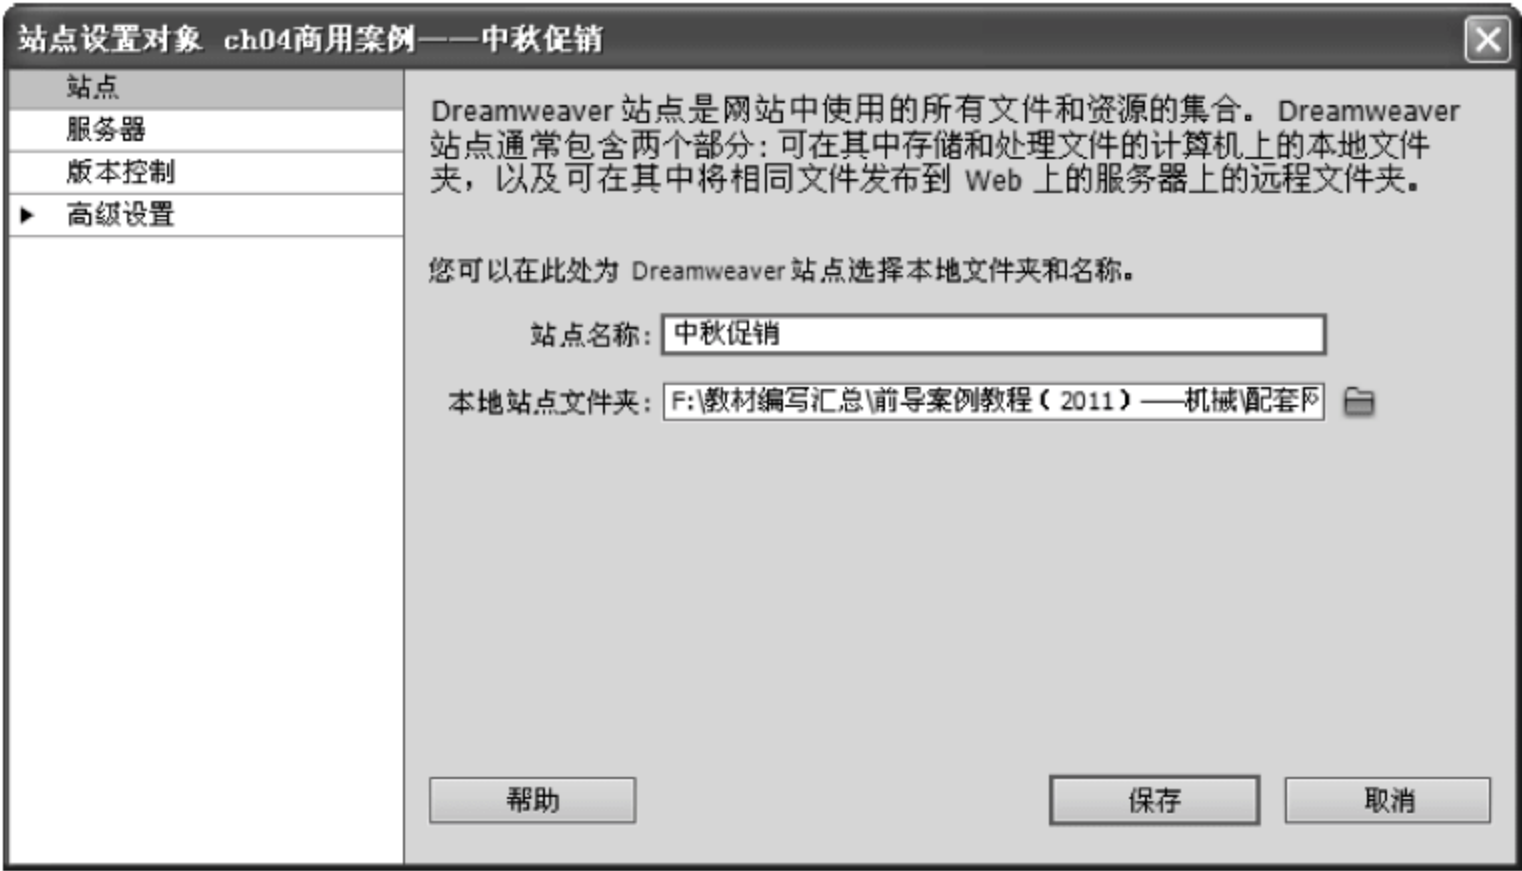 站点设置对象 ch04商用案例——中秋促销
站点
服务器
版本控制
高级设置
Dreamweaver 站点是网站中使用的所有文件和资源的集合。 Dreamweaver
站点通常包含两个部分:可在其中存储和处理文件的计算机上的本地文件
夹，以及可在其中将相同文件发布到 Web 上的服务器上的远程文件夹。
您可以在此处为 Dreamweaver 站点选择本地文件夹和名称。
站点名称: 中秋促销
本地站点文件夹: F:\教材编写汇总\前导案例教程（2011）——机械\配套
帮助
保存
取消